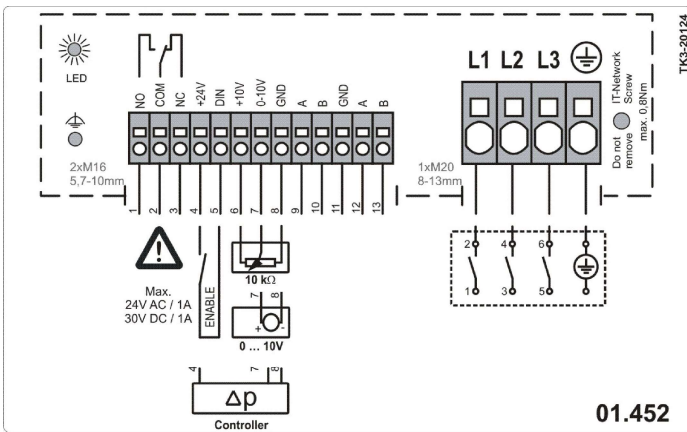 LED
2xM16
5,7-10mm
NO
COM
NC
+24V
DIN
+10V
0-10V
GND
A
B
GND
A
B
1
2
3
4
5
6
7
8
9
10
11
12
13
L1 L2 L3
Do not
remove
IT-Network
Screw
max. 0,8Nm
TK3-20124
1xM20
8-13mm
Max.
24V AC / 1A
30V DC / 1A
ENABLE
10 kΩ
7 8
+ -
0 ... 10V
4 7 8
Δp
Controller
2 4 6
1 3 5
01.452